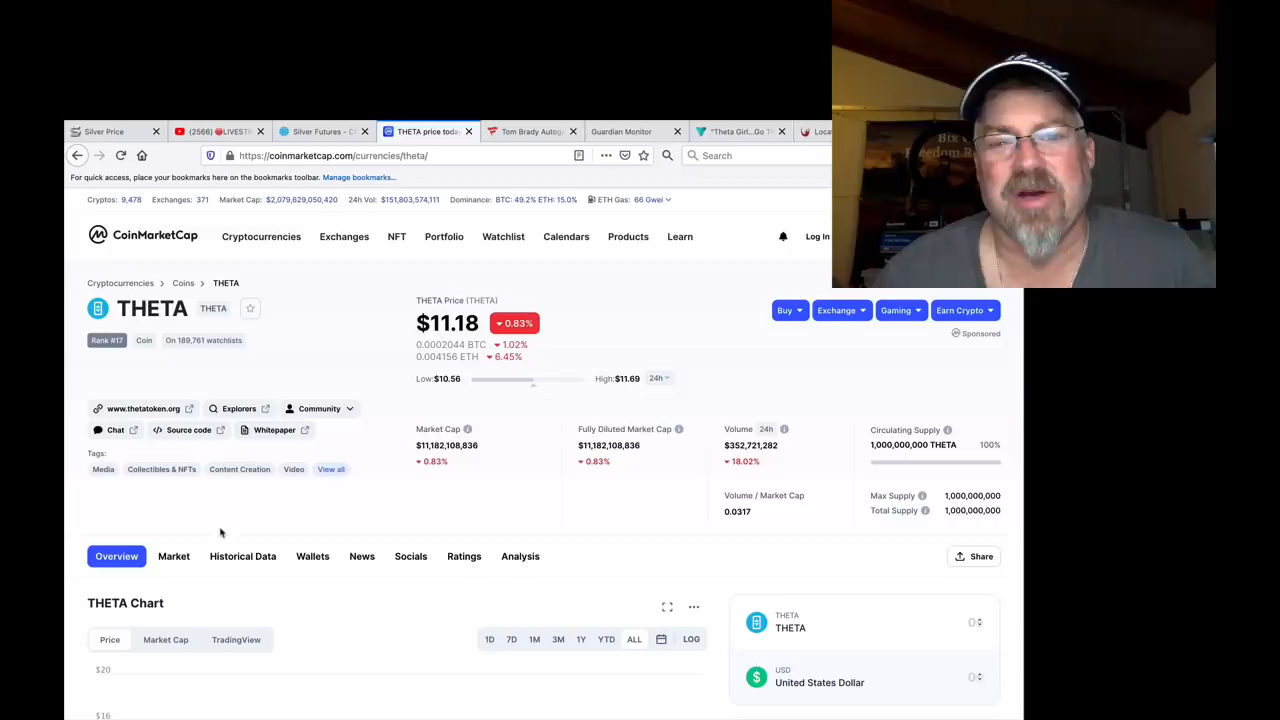 Silver Price
(2566) LIVEST
Silver Futures - C
THETA price toda
Tom Brady Autog
Guardian Monitor
"Theta Girl...Go T
Loca
https://coinmarketcap.com/currencies/theta/
Search
For quick access, place your bookmarks here on the bookmarks toolbar. Manage bookmarks...
Cryptos: 9,478 Exchanges: 371 Market Cap: $2,079,629,050,420 24h Vol: $151,803,574,111 Dominance: BTC: 49.2% ETH: 15.0% ETH Gas: 66 Gwei
CoinMarketCap Cryptocurrencies Exchanges NFT Portfolio Watchlist Calendars Products Learn Log In
Cryptocurrencies Coins THETA
THETA THETA
Rank #17 Coin On 189,761 watchlists
THETA Price (THETA)
$11.18 0.83%
0.0002044 BTC 1.02%
0.004156 ETH 6.45%
Low:$10.56 High:$11.69 24h
Buy Exchange Gaming Earn Crypto
Sponsored
www.thetatoken.org Explorers Community
Chat Source code Whitepaper
Tags:
Media Collectibles & NFTs Content Creation Video View all
Market Cap
$11,182,108,836
0.83%
Fully Diluted Market Cap
$11,182,108,836
0.83%
Volume 24h
$352,721,282
18.02%
Volume / Market Cap
0.0317
Circulating Supply
1,000,000,000 THETA 100%
Max Supply 1,000,000,000
Total Supply 1,000,000,000
Overview Market Historical Data Wallets News Socials Ratings Analysis
Share
THETA Chart
Price Market Cap TradingView
1D 7D 1M 3M 1Y YTD ALL LOG
$20
$16
THETA
THETA
0
USD
United States Dollar
0